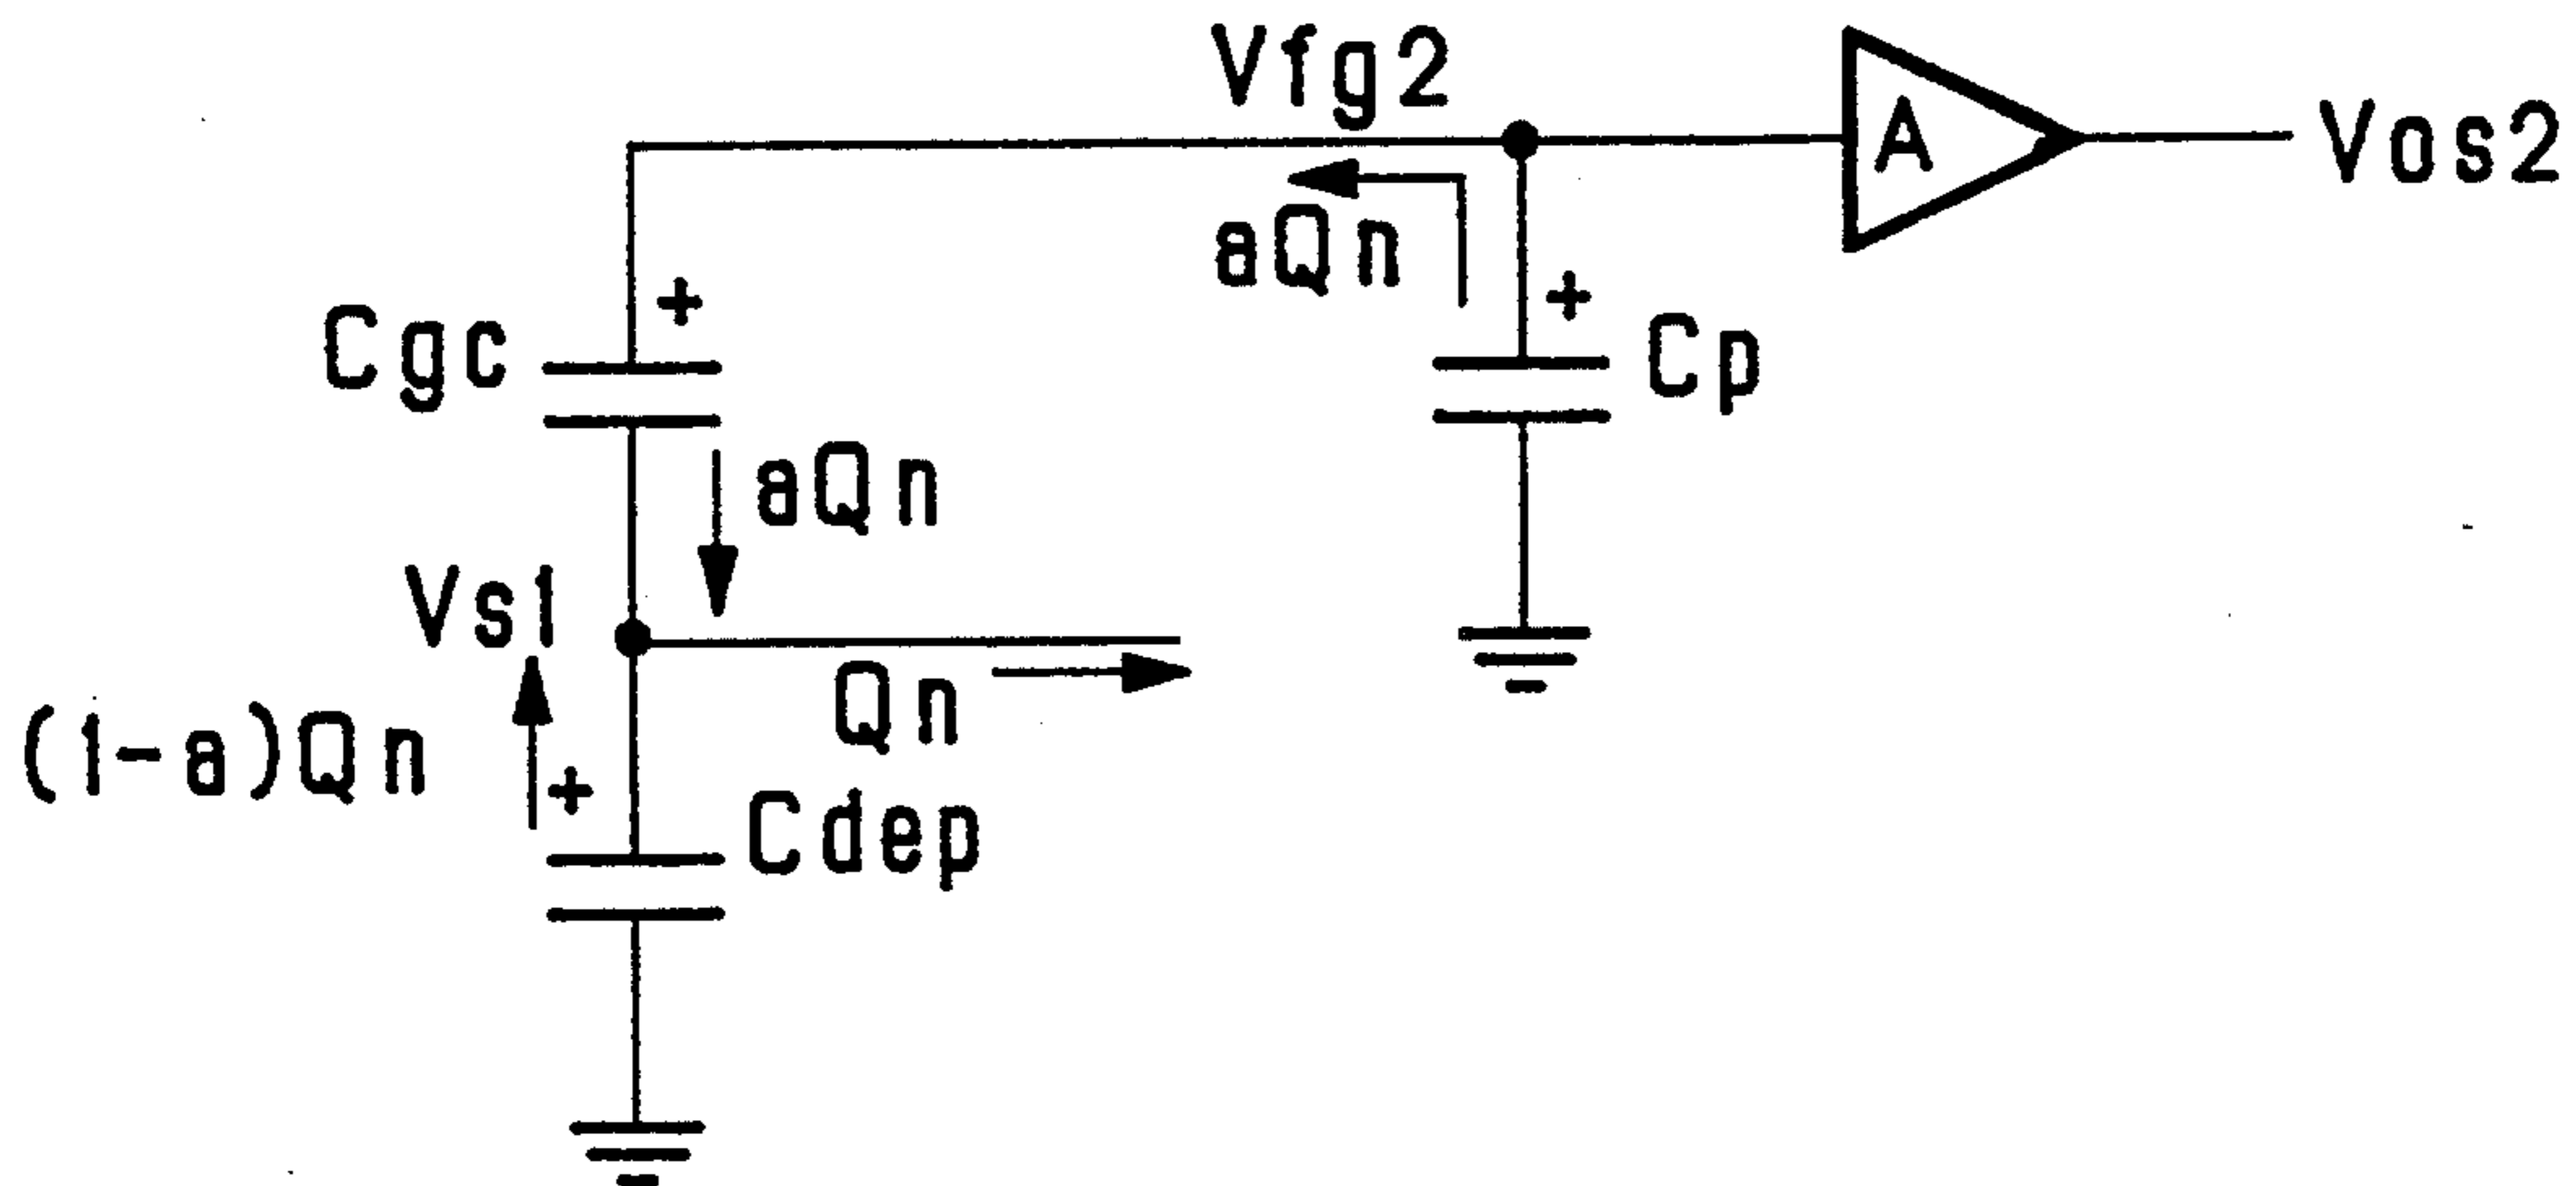 Vfg2
A
Vos2
aQn
+
+
Cgc
Cp
aQn
Vs1
Qn
(1-a)Qn
+
Cdep